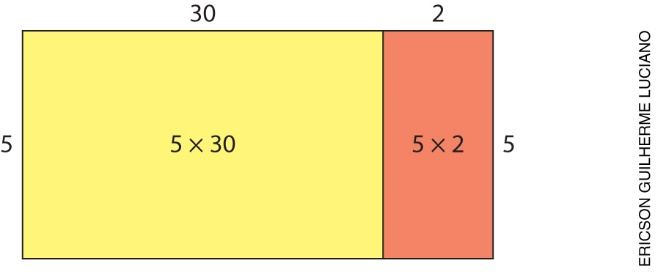 30 2
5 5 × 30 5 × 2 5
ERICSON GUILHERME LUCIANO